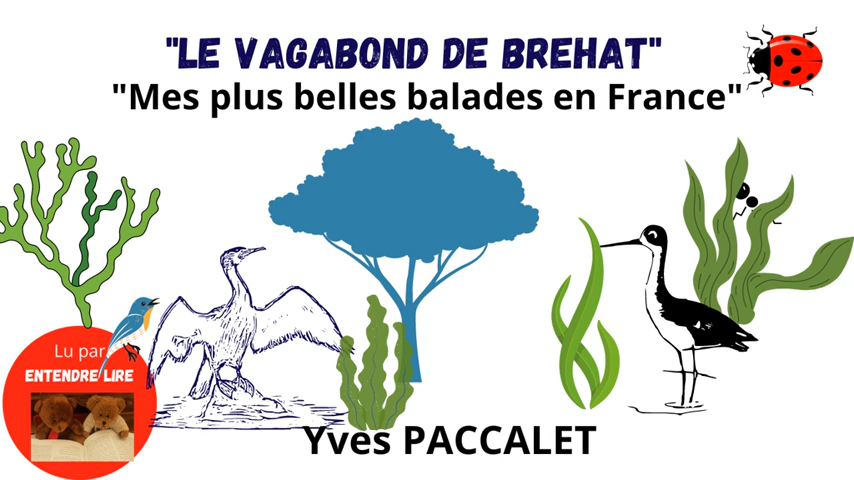 "LE VAGABOND DE BREHAT"
"Mes plus belles balades en France"
Lu par
ENTENDRE LIRE
Yves PACCALET